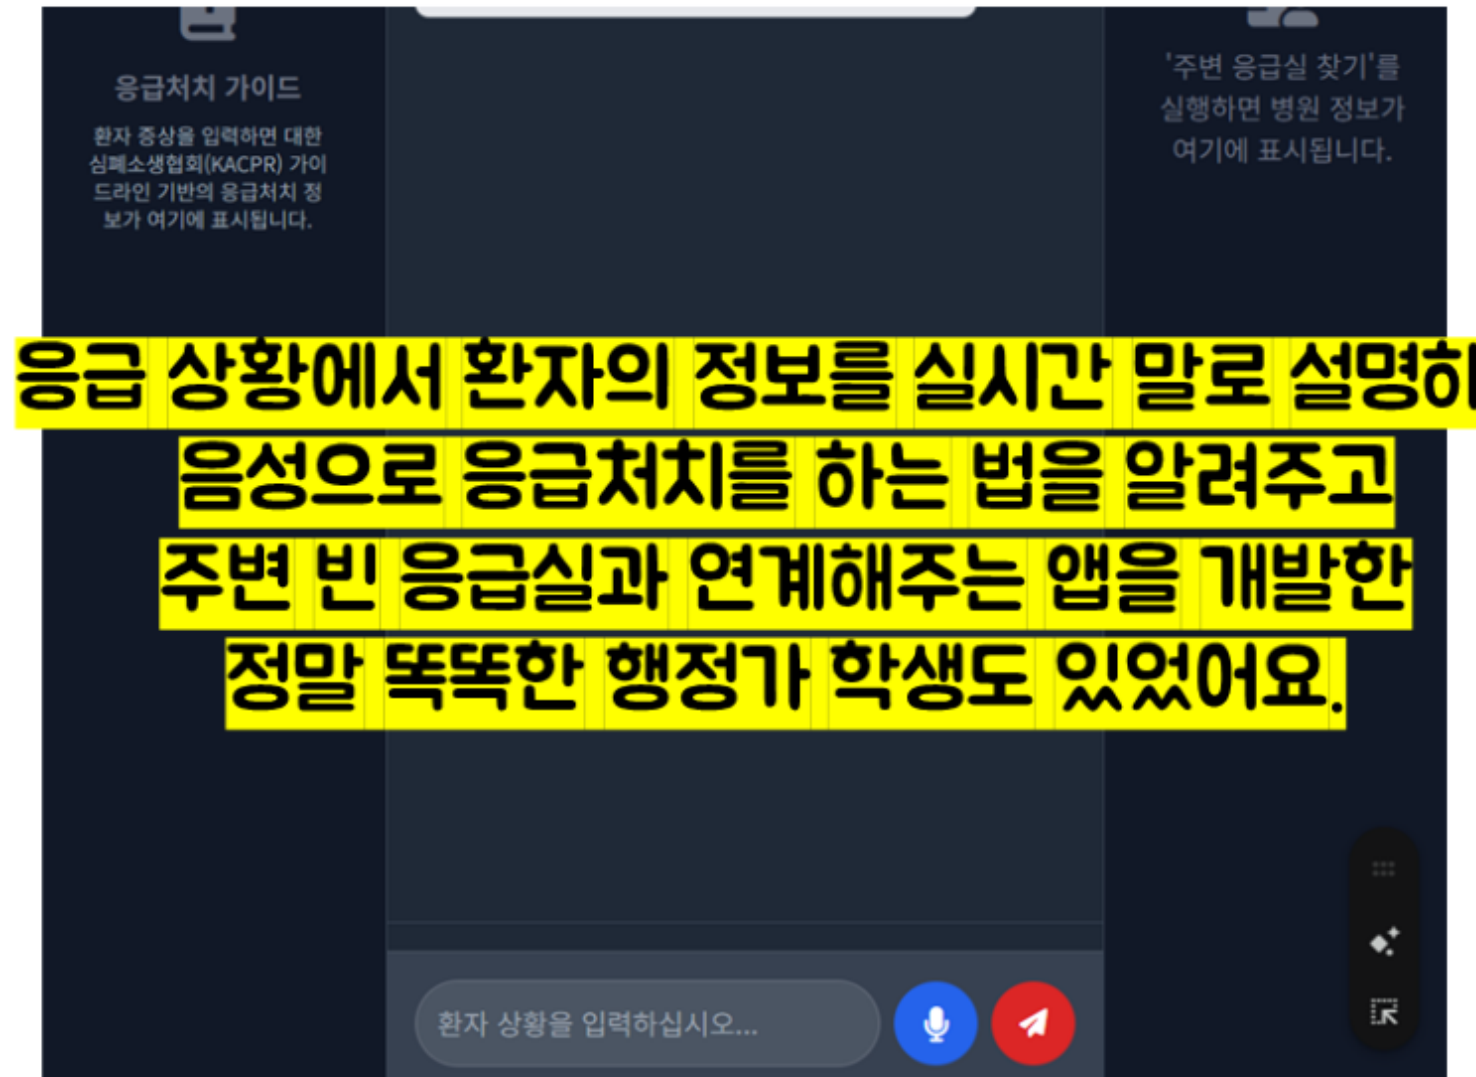 응급처치 가이드
환자 증상을 입력하면 대한
심폐소생협회(KACPR) 가이
드라인 기반의 응급처치 정
보가 여기에 표시됩니다.
'주변 응급실 찾기'를
실행하면 병원 정보가
여기에 표시됩니다.
응급 상황에서 환자의 정보를 실시간 말로 설명하
음성으로 응급처치를 하는 법을 알려주고
주변 빈 응급실과 연계해주는 앱을 개발한
정말 똑똑한 행정가 학생도 있었어요.
환자 상황을 입력하십시오...